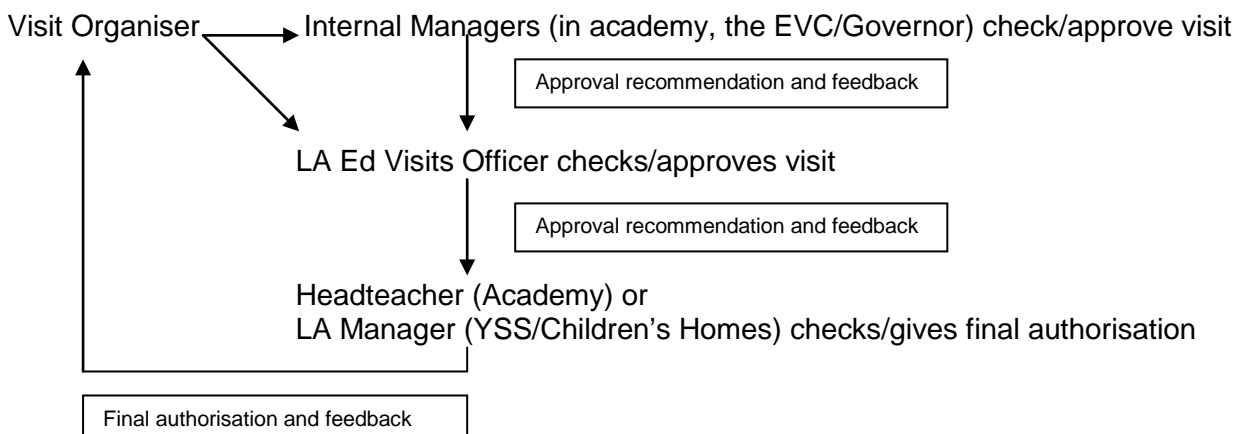 Visit Organiser
Internal Managers (in academy, the EVC/Governor) check/approve visit
Approval recommendation and feedback
LA Ed Visits Officer checks/approves visit
Approval recommendation and feedback
Headteacher (Academy) or
LA Manager (YSS/Children's Homes) checks/gives final authorisation
Final authorisation and feedback